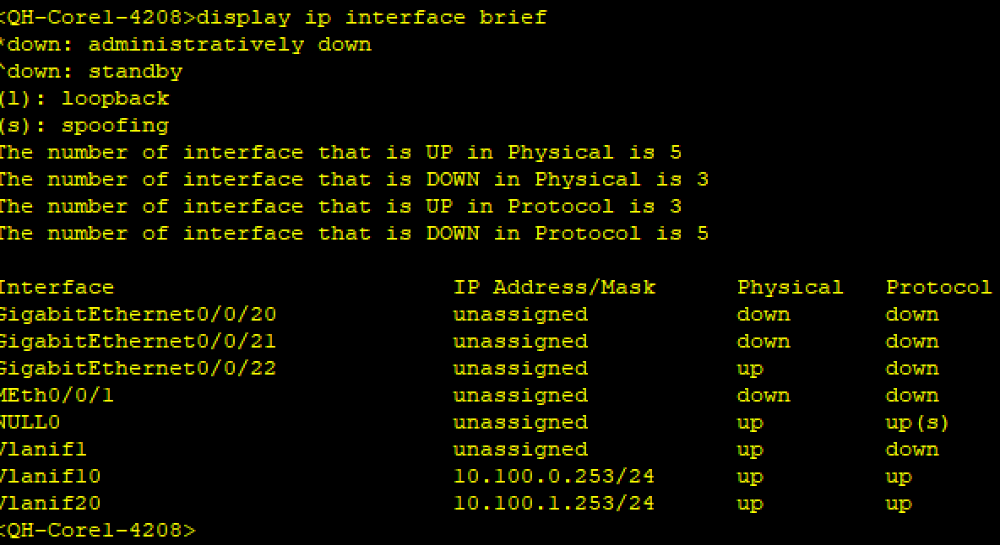 <QH-Core1-4208>display ip interface brief
*down: administratively down
^down: standby
(l): loopback
(s): spoofing
The number of interface that is UP in Physical is 5
The number of interface that is DOWN in Physical is 3
The number of interface that is UP in Protocol is 3
The number of interface that is DOWN in Protocol is 5
Interface IP Address/Mask Physical Protocol
GigabitEthernet0/0/20 unassigned down down
GigabitEthernet0/0/21 unassigned down down
GigabitEthernet0/0/22 unassigned up down
MEth0/0/1 unassigned down down
NULL0 unassigned up up(s)
Vlanif1 unassigned up down
Vlanif10 10.100.0.253/24 up up
Vlanif20 10.100.1.253/24 up up
<QH-Core1-4208>